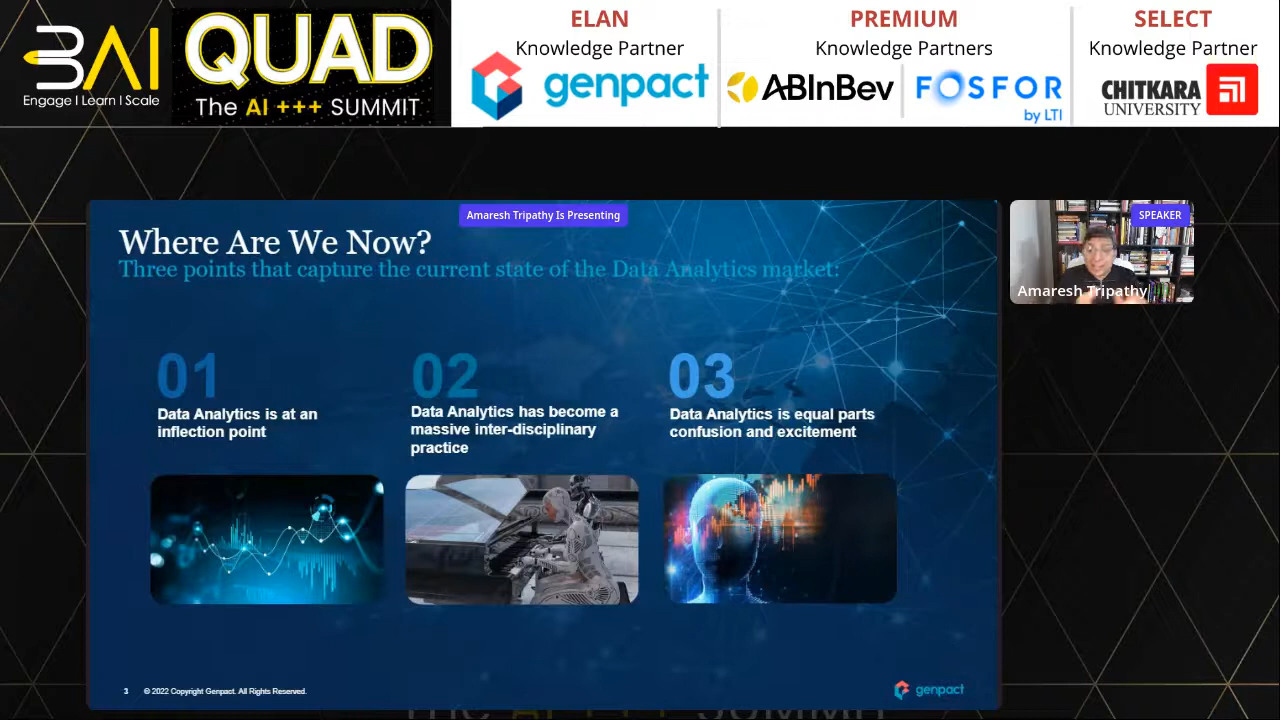 3AI
Engage | Learn | Scale
QUAD
The AI +++ SUMMIT
ELAN
Knowledge Partner
genpact
PREMIUM
Knowledge Partners
ABInBev
FOSFOR
by LTI
SELECT
Knowledge Partner
CHITKARA
UNIVERSITY
Amaresh Tripathy Is Presenting
Where Are We Now?
Three points that capture the current state of the Data Analytics market:
01
Data Analytics is at an
inflection point
02
Data Analytics has become a
massive inter-disciplinary
practice
03
Data Analytics is equal parts
confusion and excitement
3 © 2022 Copyright Genpact. All Rights Reserved.
genpact
SPEAKER
Amaresh Tripathy
THE AI +++ SUMMIT